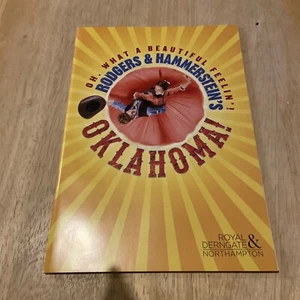 OH, WHAT A BEAUTIFUL FEELIN'!
RODGERS & HAMMERSTEIN'S
OKLAHOMA!
ROYAL &
DERNGATE
NORTHAMPTON